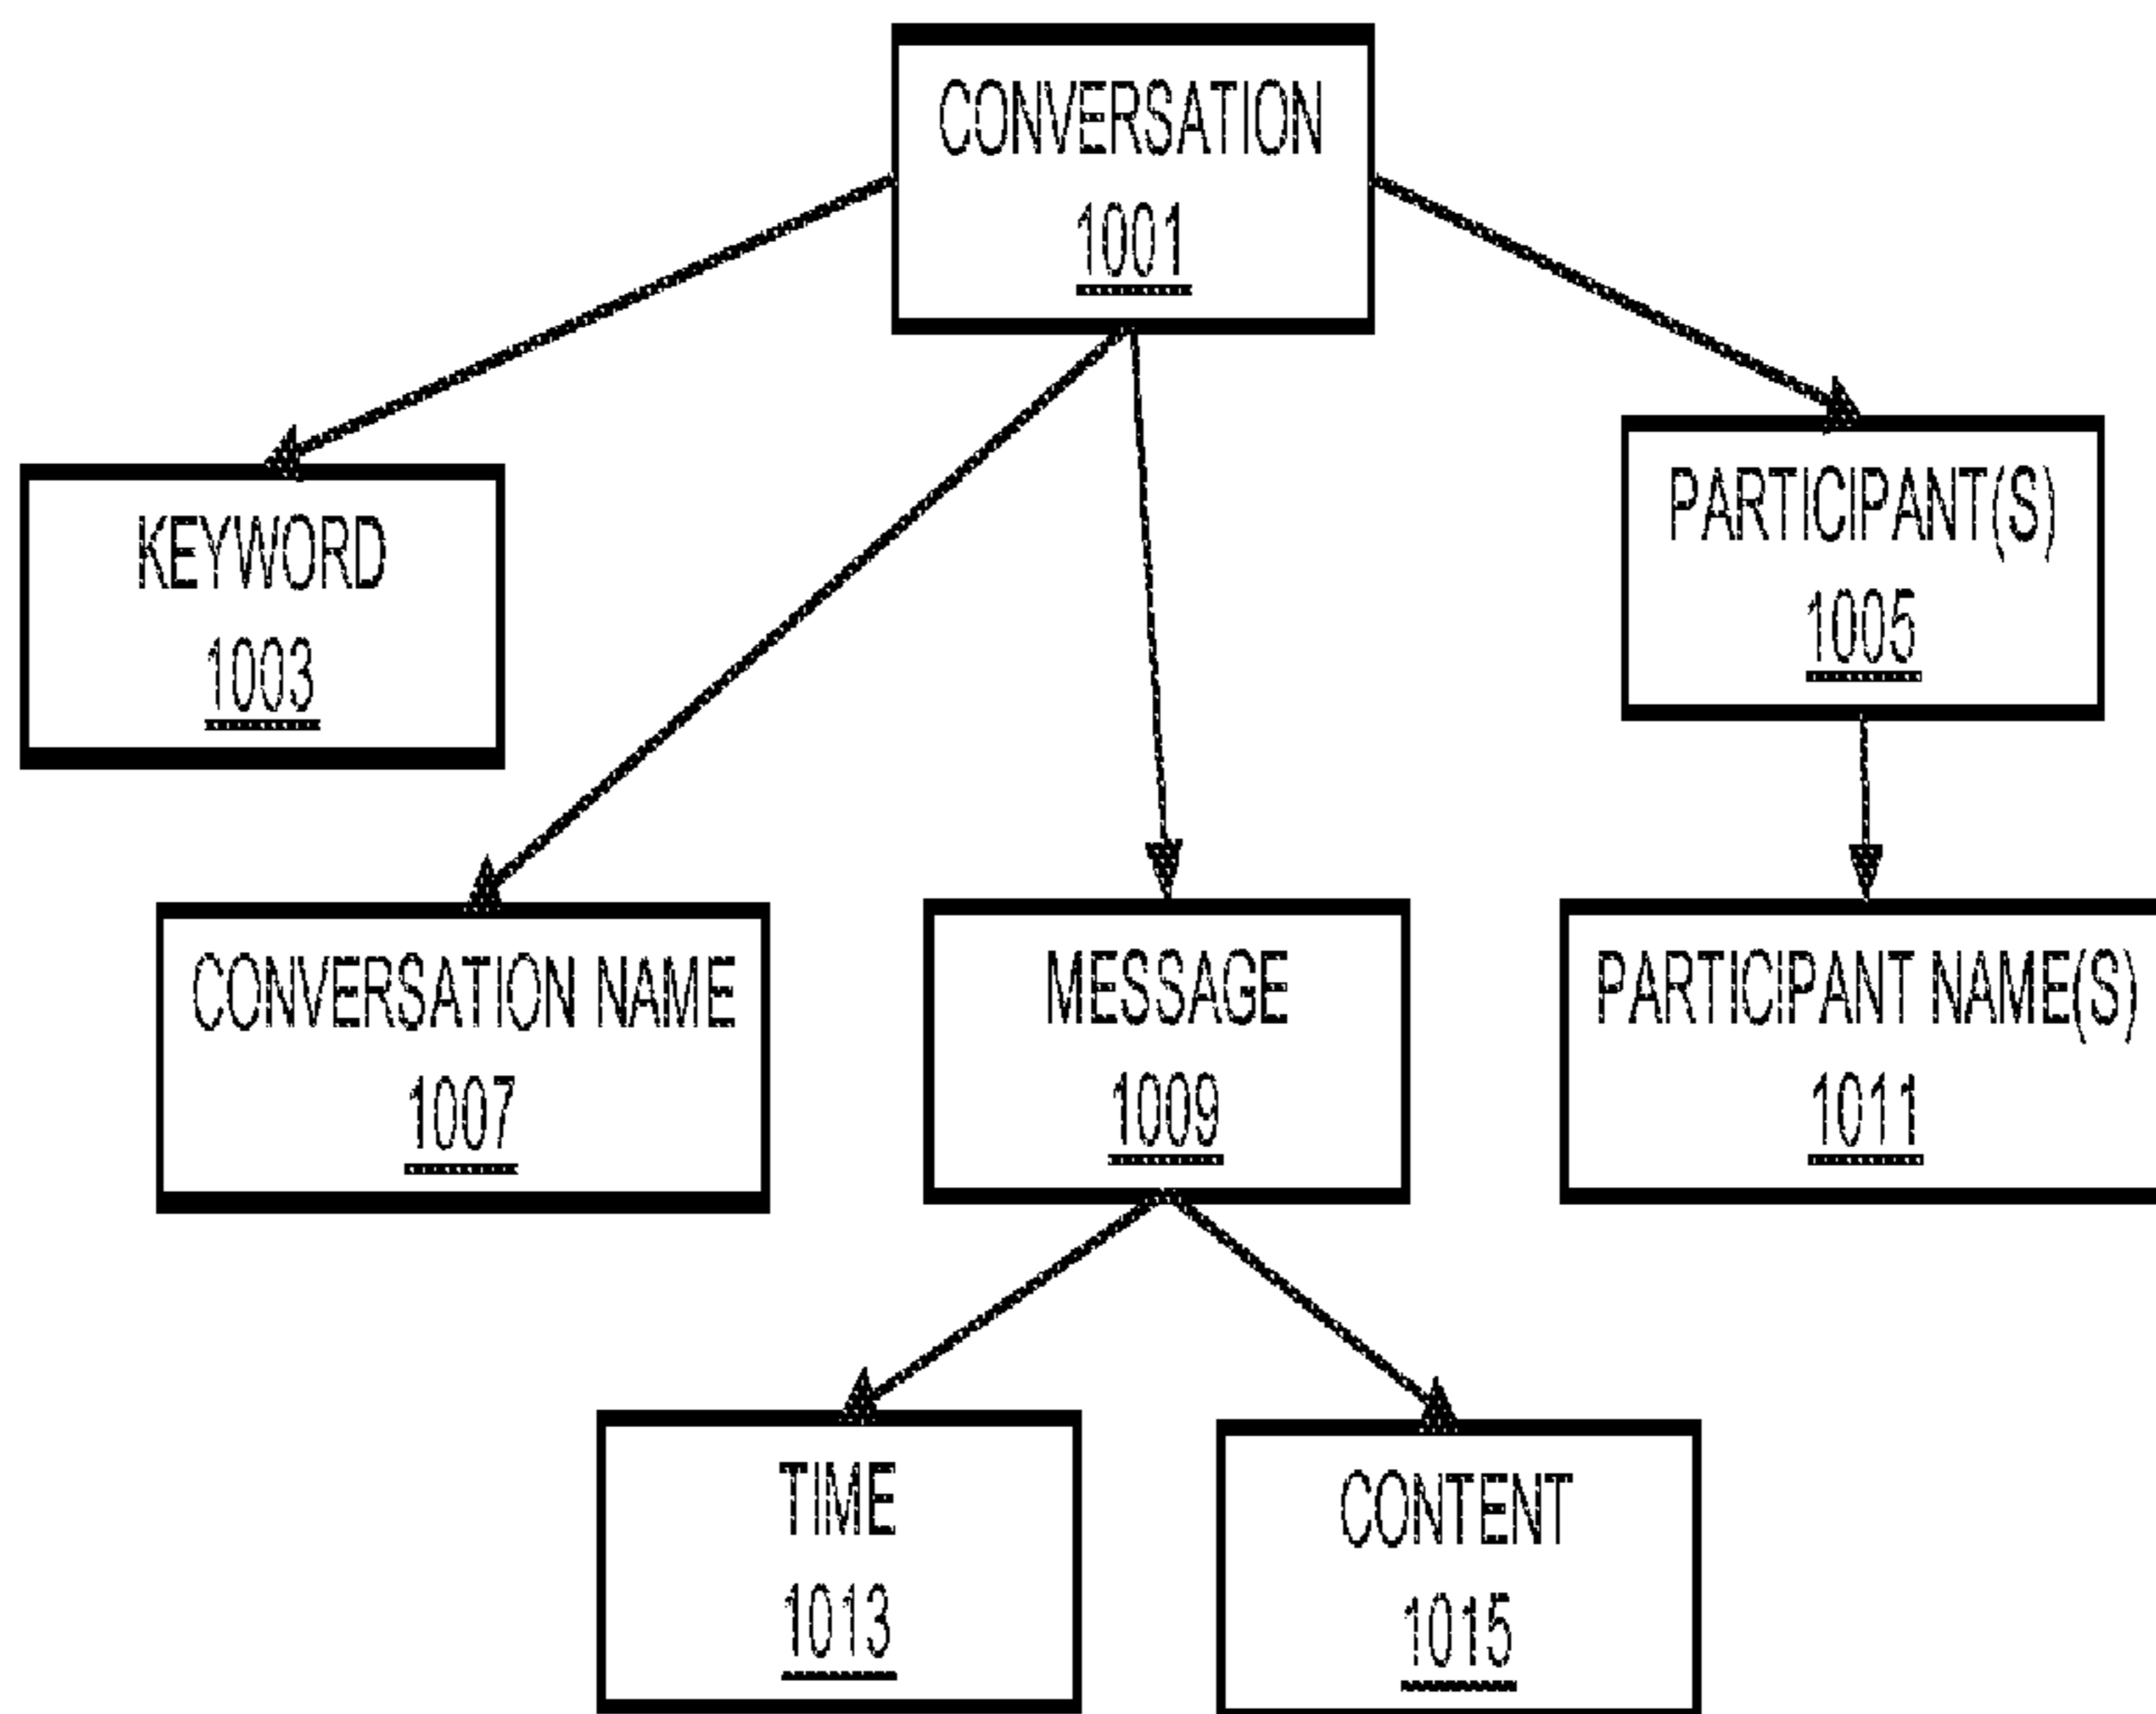 CONVERSATION
1001
KEYWORD
1003
PARTICIPANT(S)
1005
CONVERSATION NAME
1007
MESSAGE
1009
PARTICIPANT NAME(S)
1011
TIME
1013
CONTENT
1015